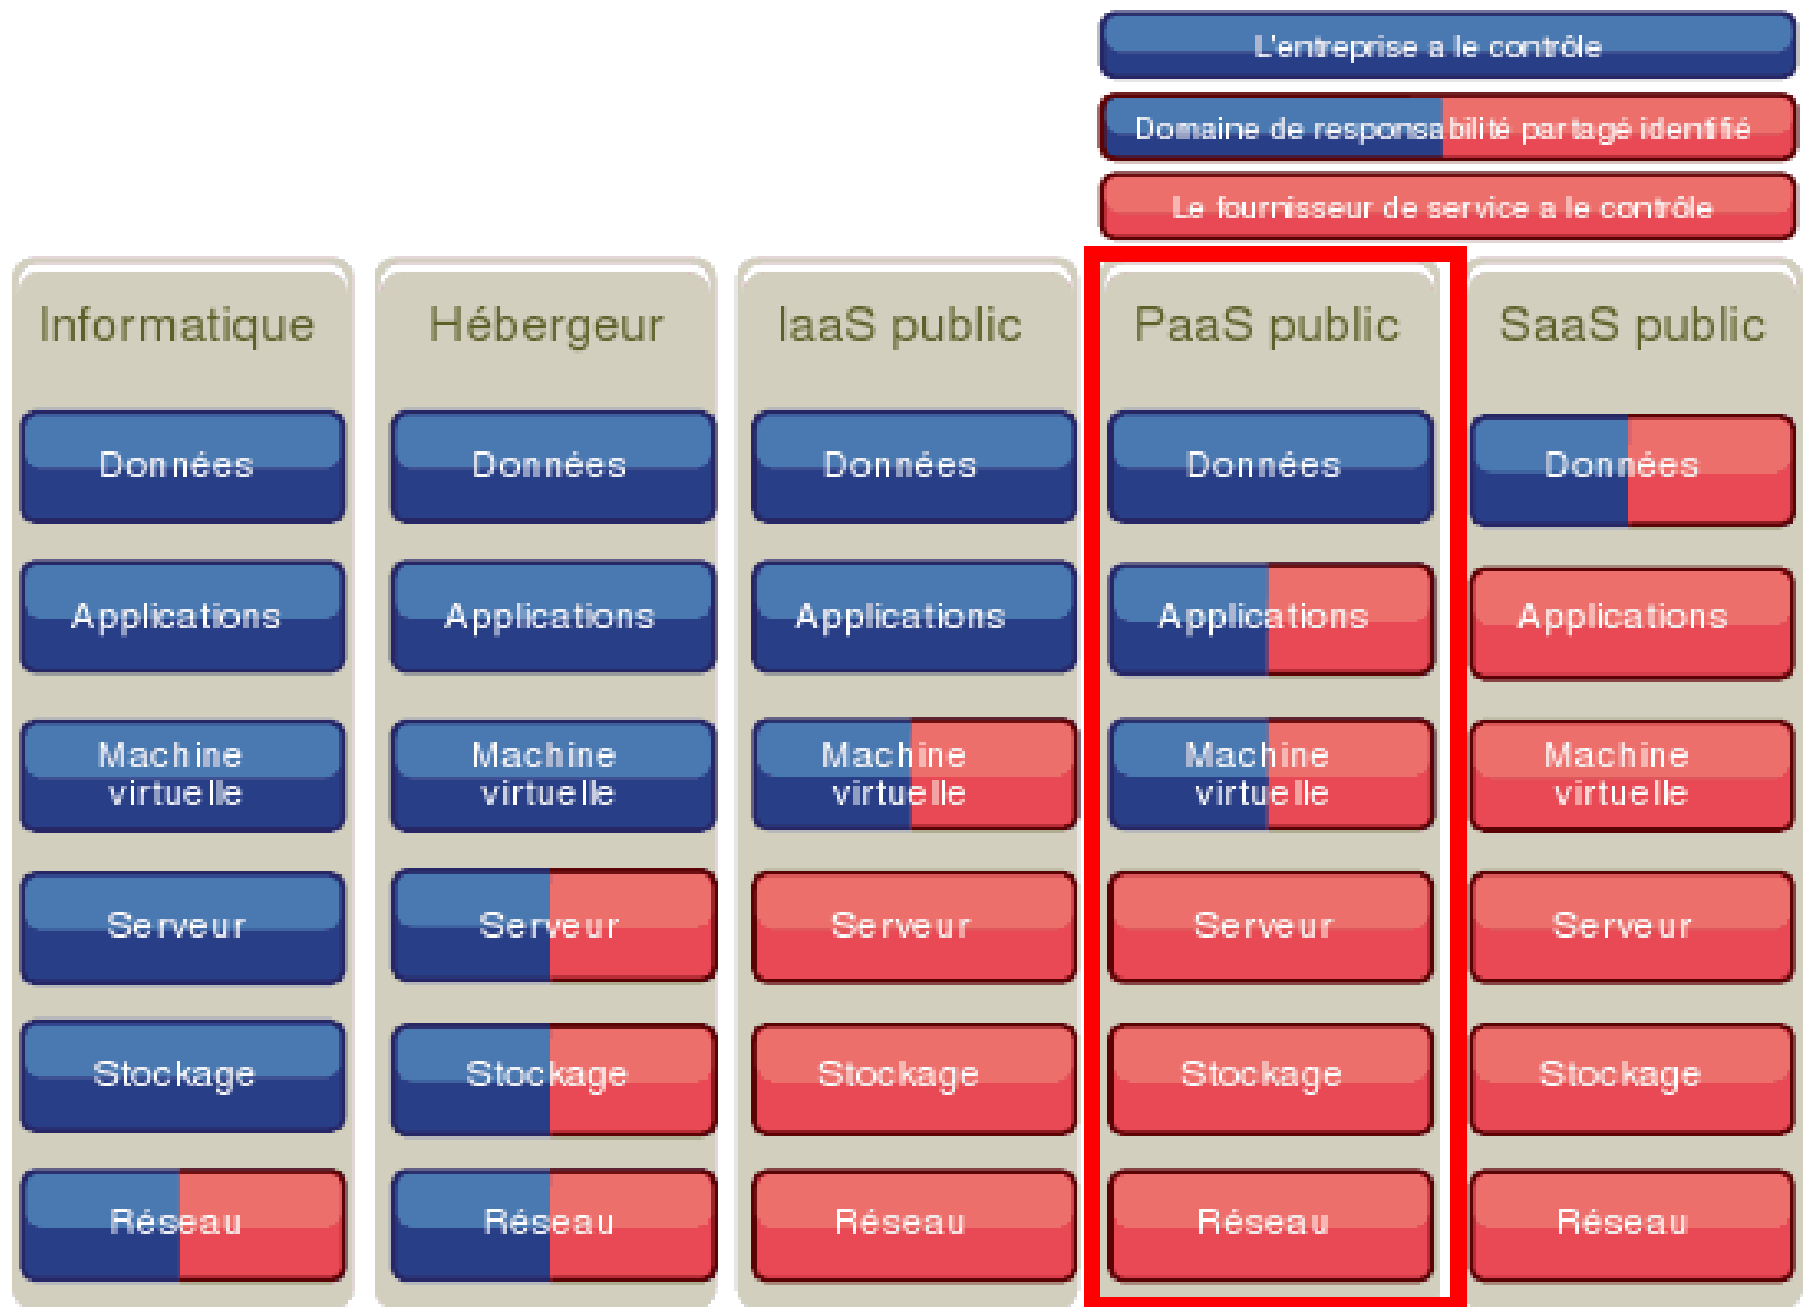 L'entreprise a le contrôle
Domaine de responsabilité partagé identifié
Le fournisseur de service a le contrôle
Informatique
Hébergeur
IaaS public
PaaS public
SaaS public
Données
Données
Données
Données
Données
Applications
Applications
Applications
Applications
Applications
Machine
virtuelle
Machine
virtuelle
Machine
virtuelle
Machine
virtuelle
Machine
virtuelle
Serveur
Serveur
Serveur
Serveur
Serveur
Stockage
Stockage
Stockage
Stockage
Stockage
Réseau
Réseau
Réseau
Réseau
Réseau